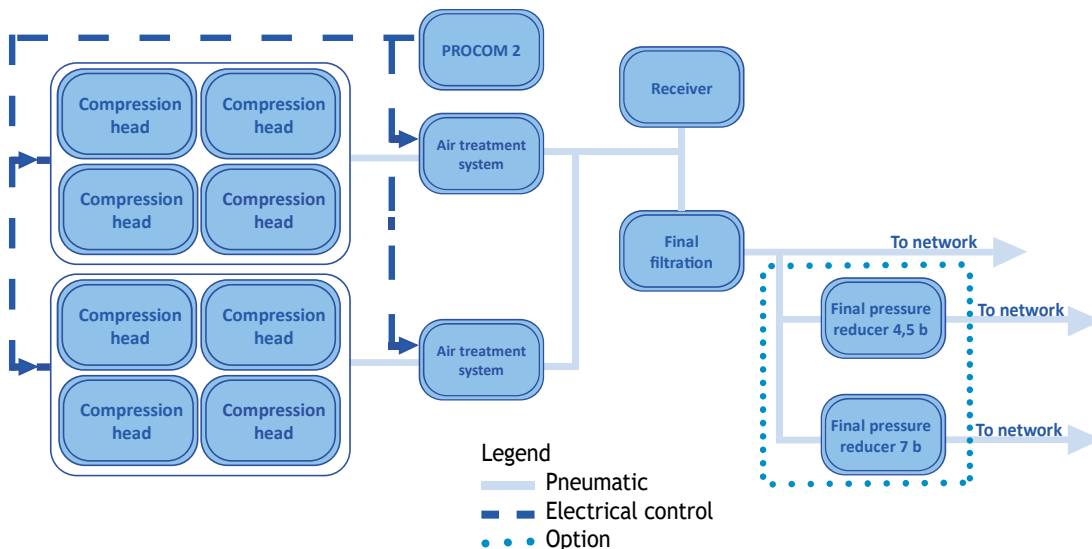 PROCOM 2
Receiver
Compression
head
Compression
head
Compression
head
Compression
head
Air treatment
system
Final
filtration
To network
Compression
head
Compression
head
Compression
head
Compression
head
Air treatment
system
Final pressure
reducer 4,5 b
To network
Final pressure
reducer 7 b
To network
Legend
Pneumatic
Electrical control
Option